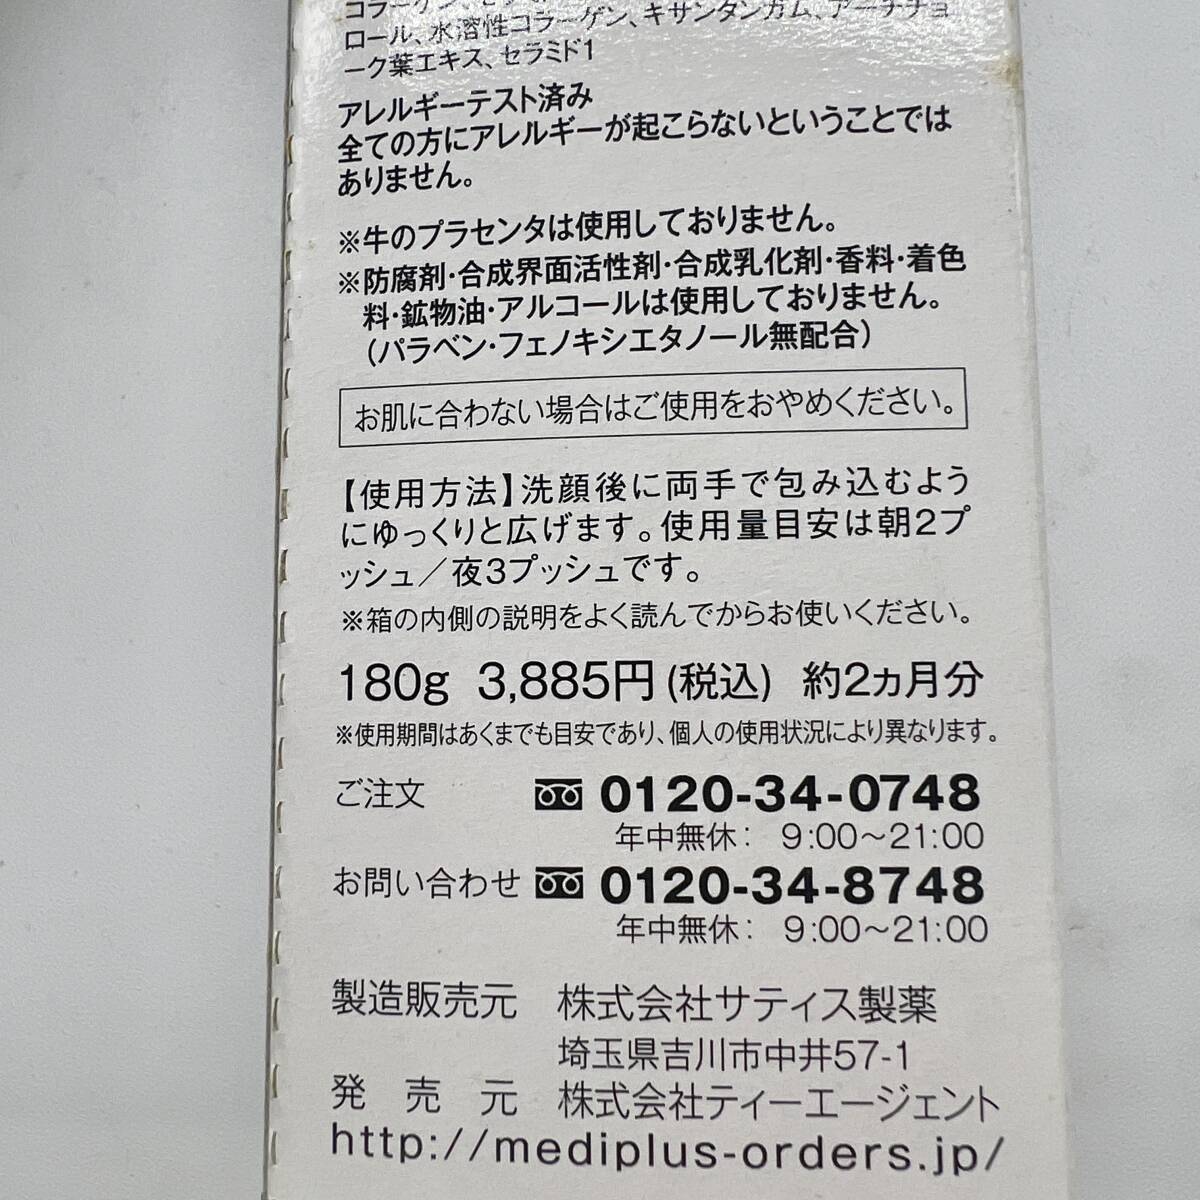 コラーゲン、
ロール、水溶性コラーゲン、キサンタンガム、アーチチョ
ーク葉エキス、セラミド1
アレルギーテスト済み
全ての方にアレルギーが起こらないということでは
ありません。
※牛のプラセンタは使用しておりません。
※防腐剤・合成界面活性剤・合成乳化剤・香料・着色
料・鉱物油・アルコールは使用しておりません。
（パラベン・フェノキシエタノール無配合）
お肌に合わない場合はご使用をおやめください。
【使用方法】洗顔後に両手で包み込むよう
にゆっくりと広げます。使用量目安は朝2プ
ッシュ／夜3プッシュです。
※箱の内側の説明をよく読んでからお使いください。
180g 3,885円(税込) 約2ヵ月分
※使用期間はあくまでも目安であり、個人の使用状況により異なります。
ご注文 0120-34-0748
年中無休： 9:00～21:00
お問い合わせ 0120-34-8748
年中無休： 9:00～21:00
製造販売元 株式会社サティス製薬
埼玉県吉川市中井57-1
発売元 株式会社ティーエージェント
http://mediplus-orders.jp/